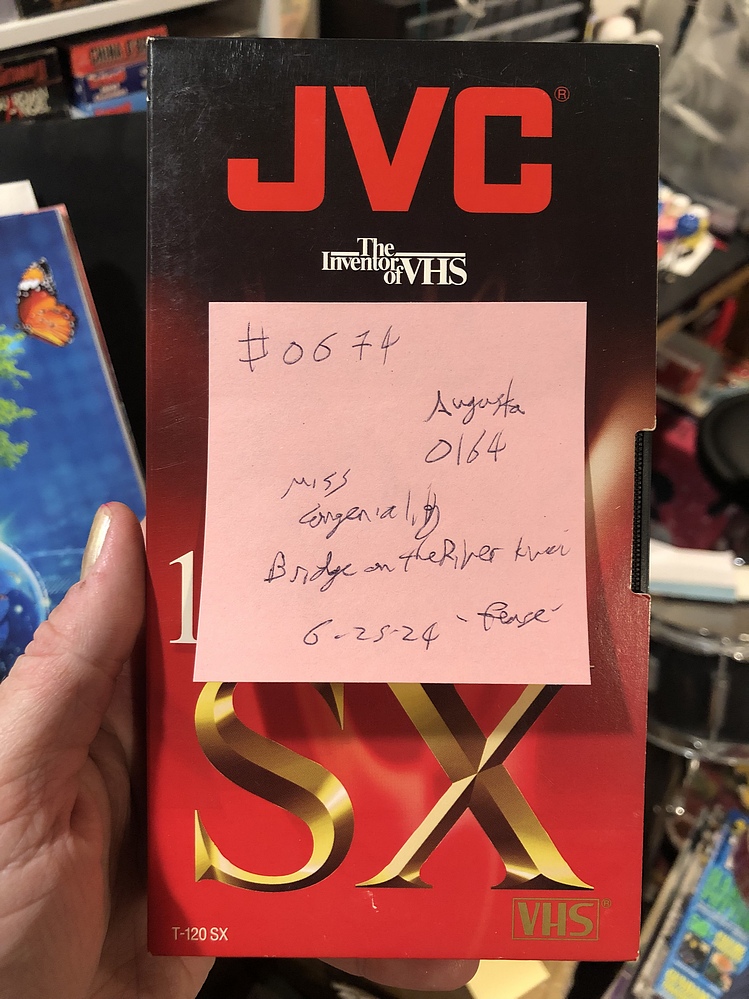 JVC®
The
Inventor
of VHS
#0674
Augusta
0164
Miss
Congeniality
Bridge on the River Kwai
6-25-24
1
SX
VHS®
T-120 SX